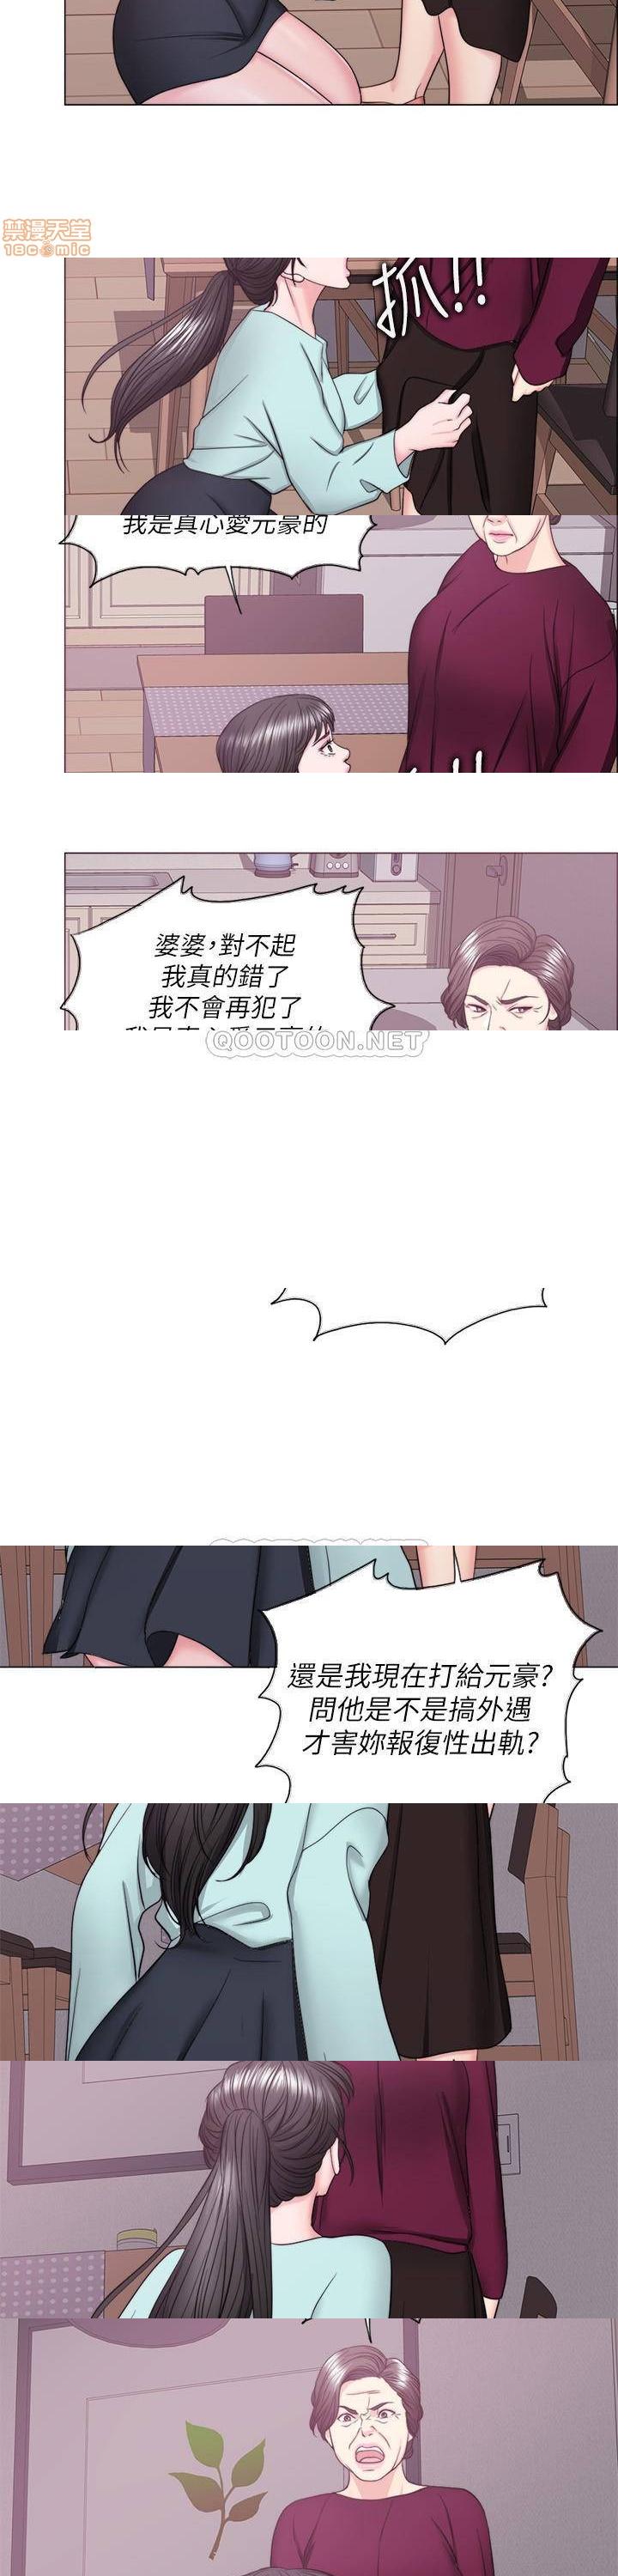 禁漫天堂
18comic
抓!!
我是真心愛元豪的
婆婆，對不起
我真的錯了
我不會再犯了
QOOTOON.NET
還是我現在打給元豪?
問他是不是搞外遇
才害妳報復性出軌?